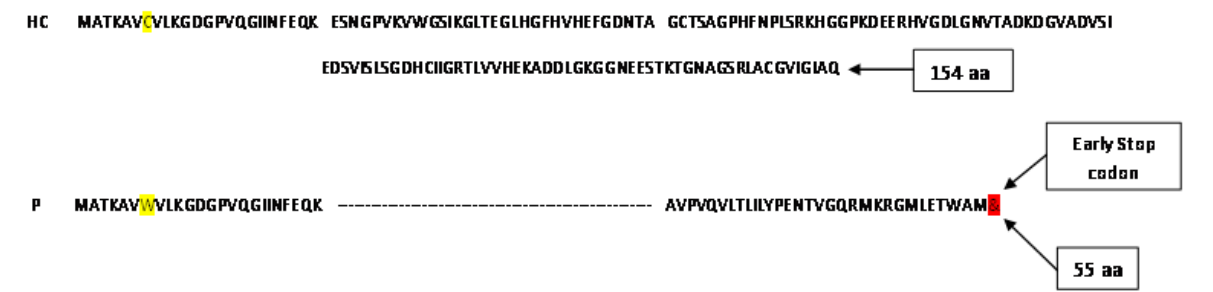 HC MATKAVCVLKGDGPVQGIINFEQK ESNGPVKVWGSIKGLTEGLHGFHVHEFGDNTA GCTSAGPHFNPLSRKHGGPKDEERHVGDLGNVTADKDGVADVSI
EDSVISLSGDHCIIGRTLVVHEKADDLGKGGNEESTKTGNAGSRLACGVIGIAQ
154 aa
Early Stop
codon
P MATKAVWVLKGDGPVQGIINFEQK ------------------------------------------ AVPVQVLTLILYPENTVGQRMKRGMLETWAM&
55 aa